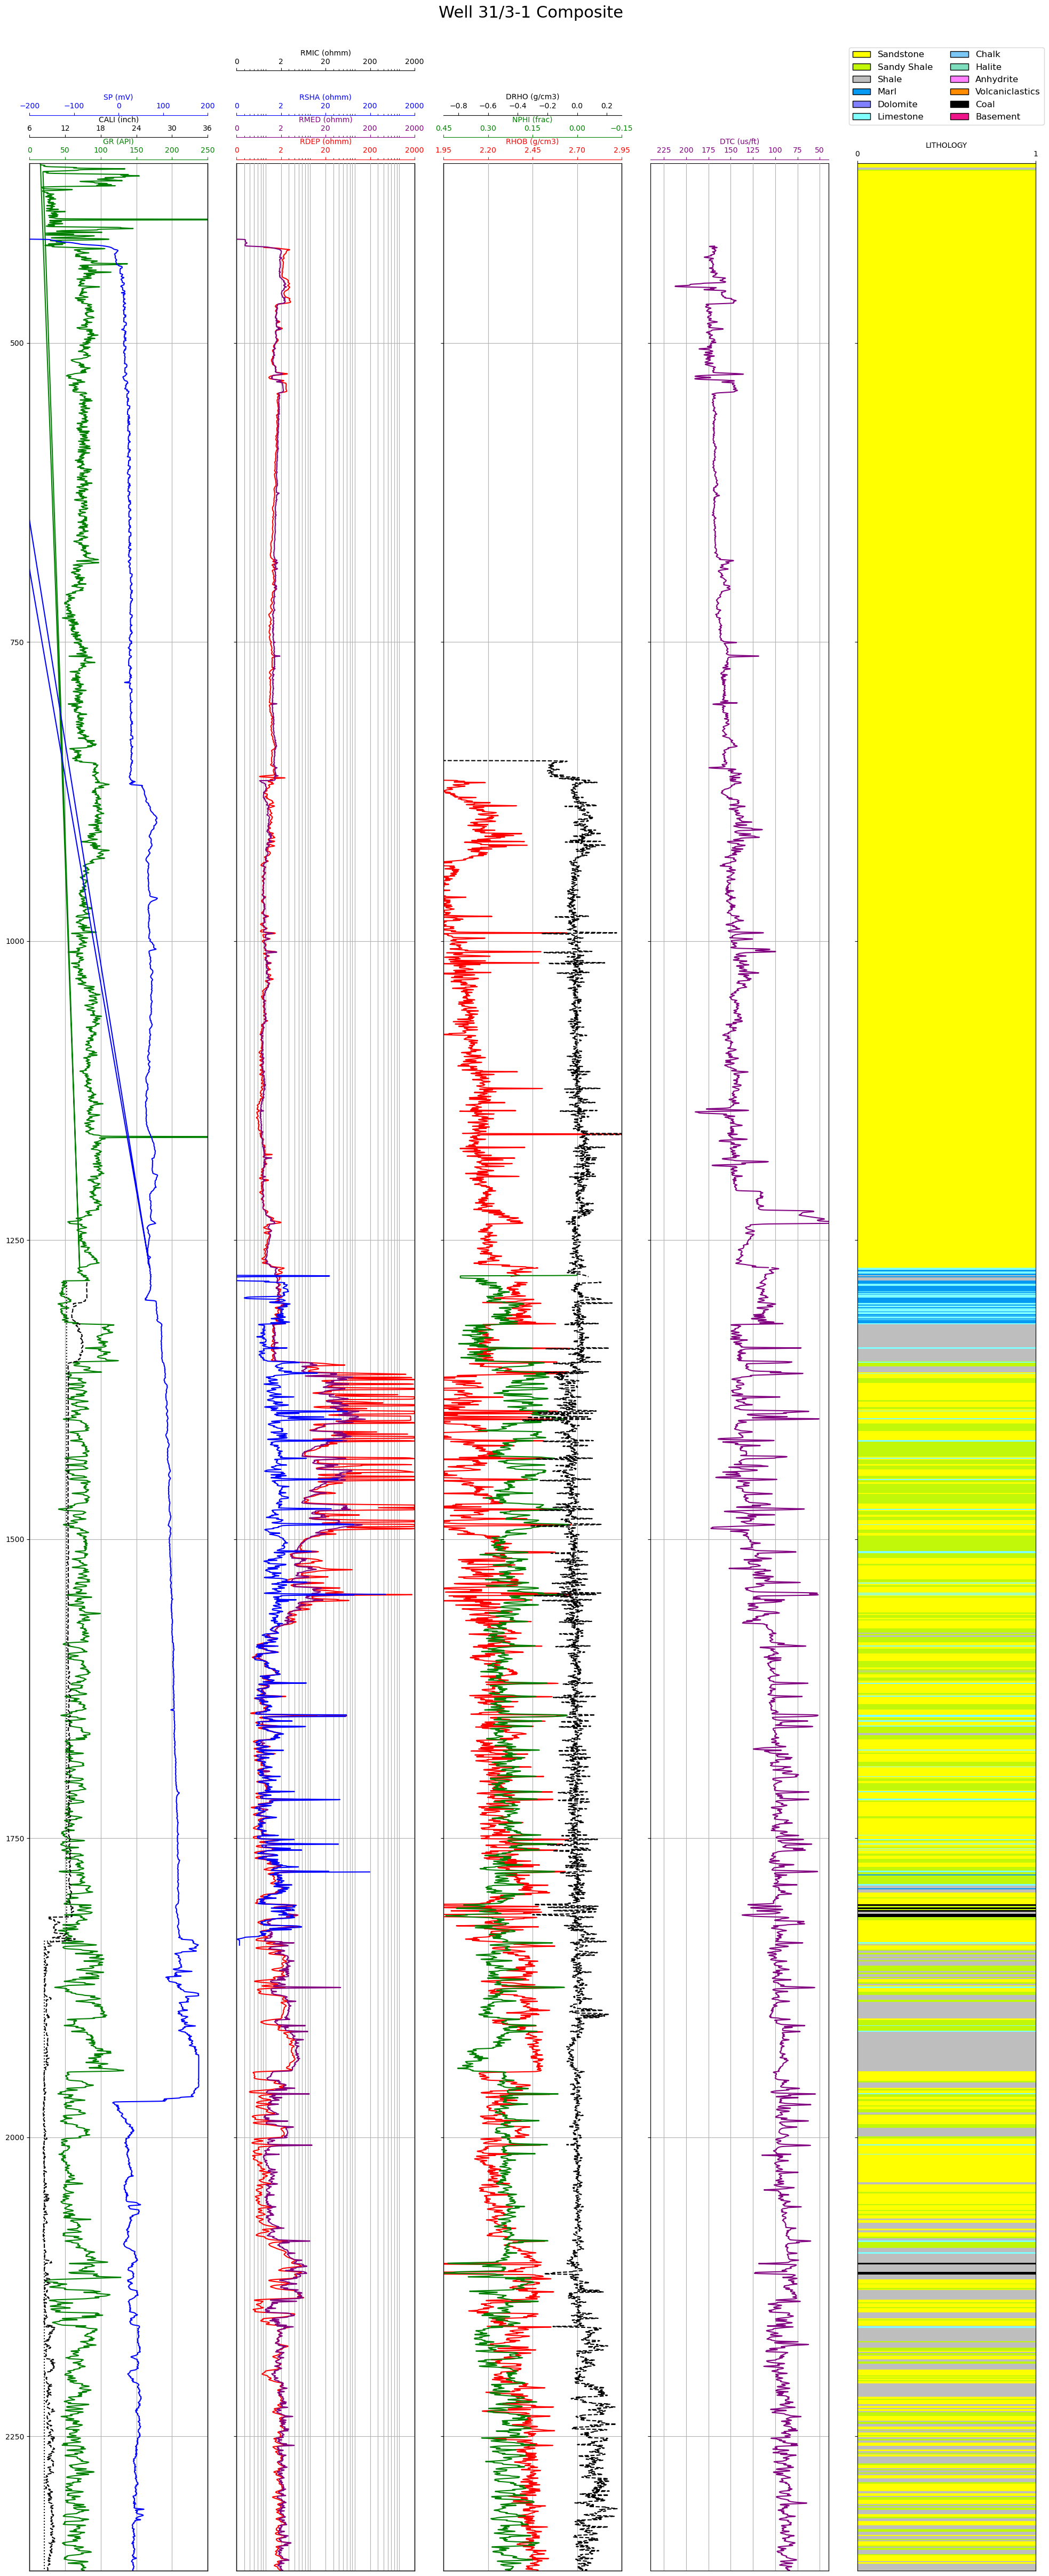 Well 31/3-1 Composite
RMIC (ohmm)
0 2 20 200 2000
Sandstone Chalk
Sandy Shale Halite
Shale Anhydrite
Marl Volcaniclastics
Dolomite Coal
Limestone Basement
SP (mV) RSHA (ohmm) DRHO (g/cm3)
−200 −100 0 100 200 0 2 20 200 2000 −0.8 −0.6 −0.4 −0.2 0.0 0.2
CALI (inch) RMED (ohmm) NPHI (frac)
6 12 18 24 30 36 0 2 20 200 2000 0.45 0.30 0.15 0.00 −0.15
GR (API) RDEP (ohmm) RHOB (g/cm3) DTC (us/ft) LITHOLOGY
0 50 100 150 200 250 0 2 20 200 2000 1.95 2.20 2.45 2.70 2.95 225 200 175 150 125 100 75 50 0 1
500
750
1000
1250
1500
1750
2000
2250